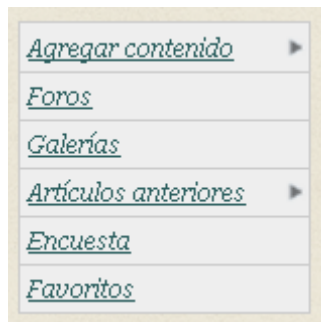 Agregar contenido
Foros
Galerías
Artículos anteriores
Encuesta
Favoritos